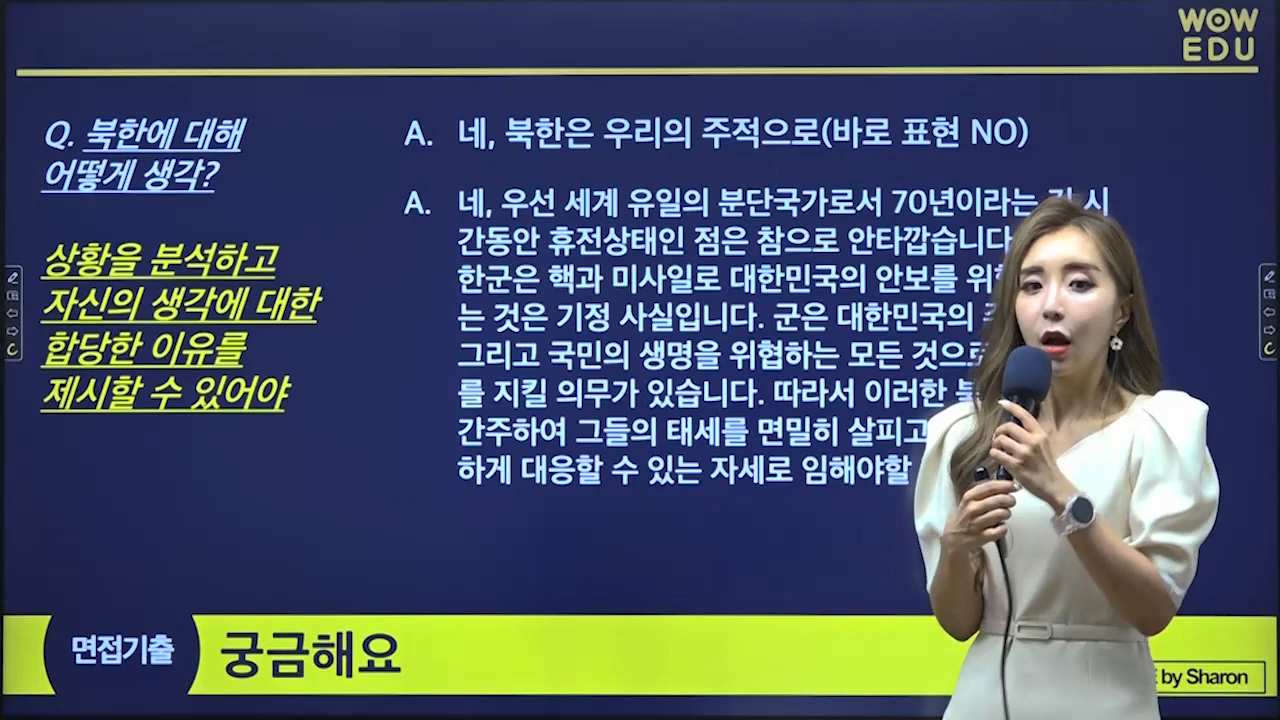 WOW
EDU
Q. 북한에 대해
어떻게 생각?
상황을 분석하고
자신의 생각에 대한
합당한 이유를
제시할 수 있어야
A. 네, 북한은 우리의 주적으로(바로 표현 NO)
A. 네, 우선 세계 유일의 분단국가로서 70년이라는 시
간동안 휴전상태인 점은 참으로 안타깝습니다
한군은 핵과 미사일로 대한민국의 안보를
는 것은 기정 사실입니다. 군은 대한민국의
그리고 국민의 생명을 위협하는 모든 것으로
를 지킬 의무가 있습니다. 따라서 이러한
간주하여 그들의 태세를 면밀히 살피고
하게 대응할 수 있는 자세로 임해야할
면접기출
궁금해요
by Sharon